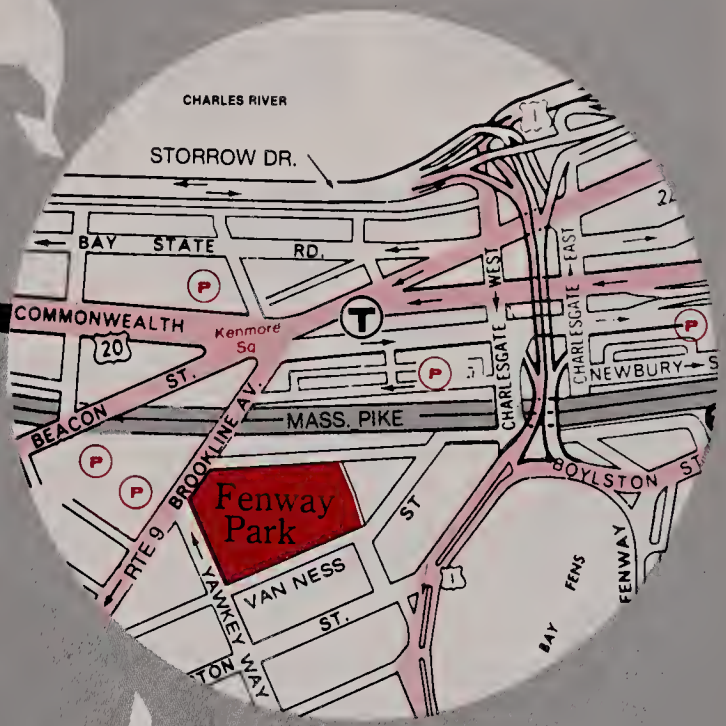 CHARLES RIVER
STORROW DR.
1
BAY STATE RD.
WEST
EAST
CHARLESGATE
CHARLESGATE
COMMONWEALTH
P
T
P
20
Kenmore
Sq
P
NEWBURY
BEACON ST.
MASS. PIKE
BROOKLINE AV.
P
P
RTE 9
Fenway
Park
ST
BOYLSTON ST
VAN NESS
ST.
YAWKEY WAY
1
BAY FENS
FENWAY
TON